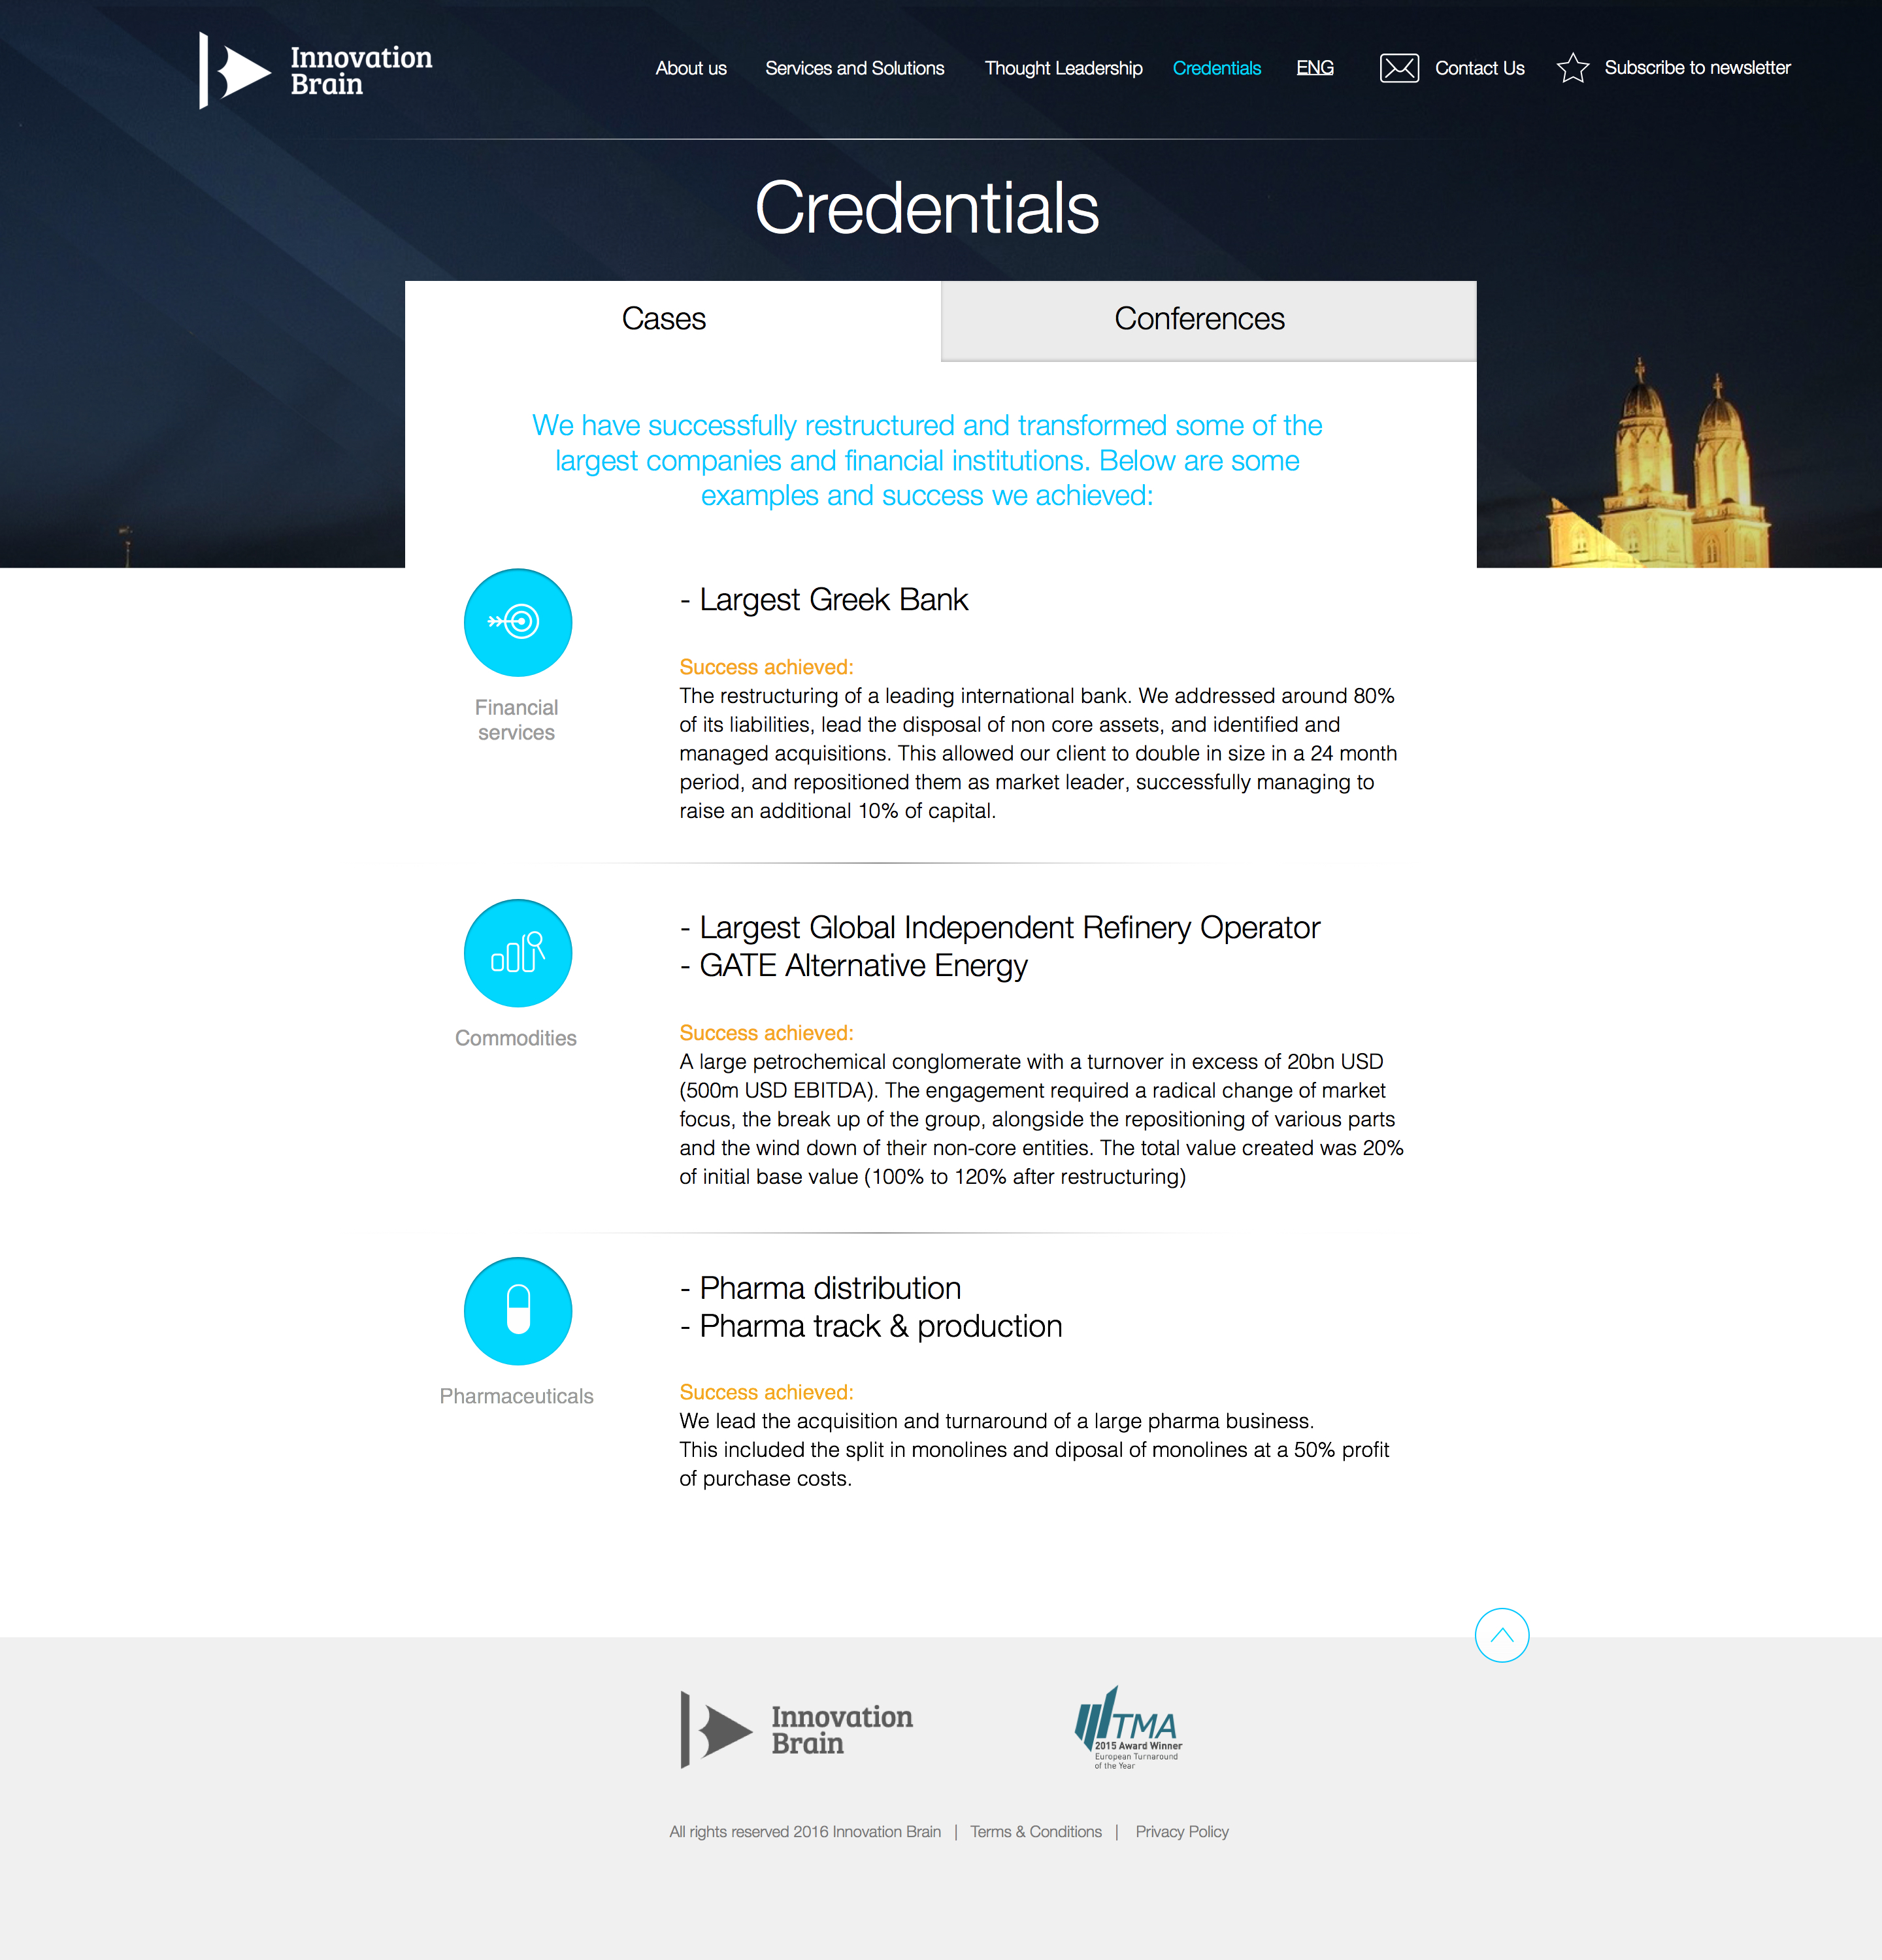 Innovation
Brain
About us
Services and Solutions
Thought Leadership
Credentials
ENG
Contact Us
Subscribe to newsletter
Credentials
Cases
Conferences
We have successfully restructured and transformed some of the
largest companies and financial institutions. Below are some
examples and success we achieved:
Financial
services
- Largest Greek Bank
Success achieved:
The restructuring of a leading international bank. We addressed around 80%
of its liabilities, lead the disposal of non core assets, and identified and
managed acquisitions. This allowed our client to double in size in a 24 month
period, and repositioned them as market leader, successfully managing to
raise an additional 10% of capital.
Commodities
- Largest Global Independent Refinery Operator
- GATE Alternative Energy
Success achieved:
A large petrochemical conglomerate with a turnover in excess of 20bn USD
(500m USD EBITDA). The engagement required a radical change of market
focus, the break up of the group, alongside the repositioning of various parts
and the wind down of their non-core entities. The total value created was 20%
of initial base value (100% to 120% after restructuring)
Pharmaceuticals
- Pharma distribution
- Pharma track & production
Success achieved:
We lead the acquisition and turnaround of a large pharma business.
This included the split in monolines and diposal of monolines at a 50% profit
of purchase costs.
Innovation
Brain
TMA
2015 Award Winner
European Turnaround
of the Year
All rights reserved 2016 Innovation Brain | Terms & Conditions | Privacy Policy